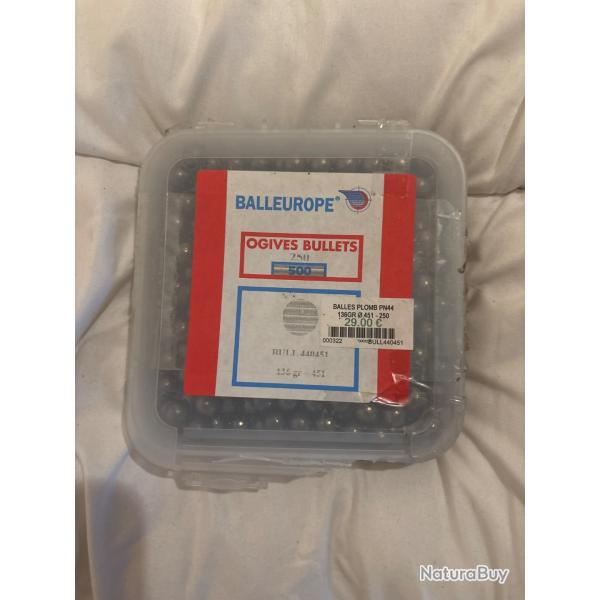 BALLEUROPE®
OGIVES BULLETS
250
500
BALLES PLOMB PN44
136GR Ø.451 - 250
29.00 €
000322 BULL440451
BULL 440451
136 gr - 451
NaturaBuy